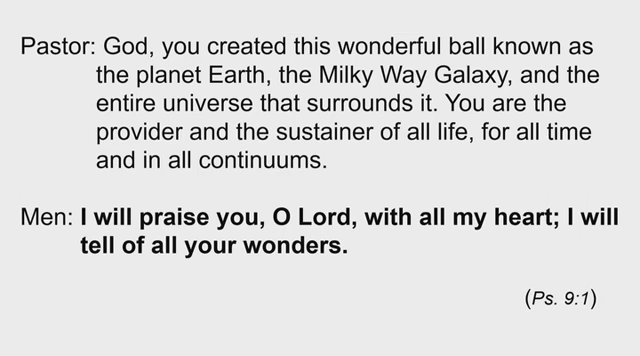 Pastor: God, you created this wonderful ball known as
the planet Earth, the Milky Way Galaxy, and the
entire universe that surrounds it. You are the
provider and the sustainer of all life, for all time
and in all continuums.
Men: I will praise you, O Lord, with all my heart; I will
tell of all your wonders.
(Ps. 9:1)